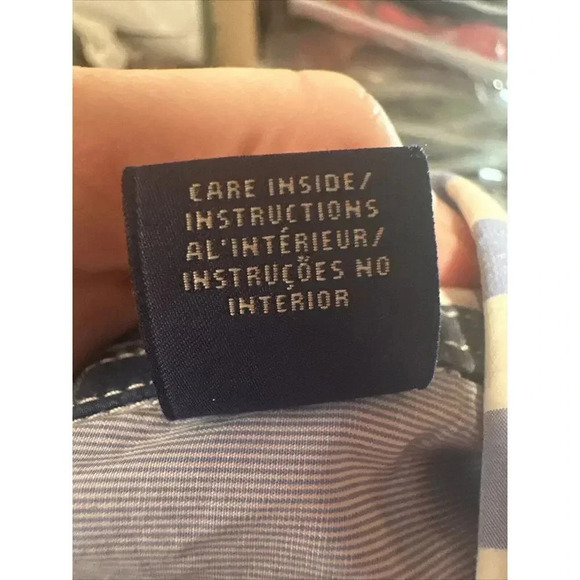 CARE INSIDE/
INSTRUCTIONS
AL'INTÉRIEUR/
INSTRUÇÕES NO
INTERIOR